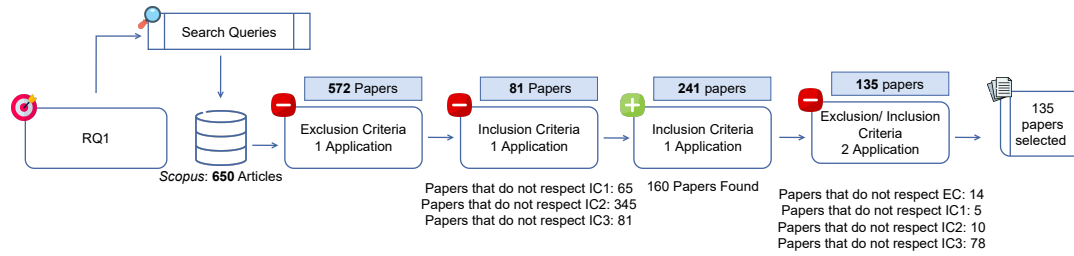 Search Queries
RQ1
Scopus: 650 Articles
572 Papers
Exclusion Criteria
1 Application
81 Papers
Inclusion Criteria
1 Application
Papers that do not respect IC1: 65
Papers that do not respect IC2: 345
Papers that do not respect IC3: 81
241 papers
Inclusion Criteria
1 Application
160 Papers Found
135 papers
Exclusion/ Inclusion
Criteria
2 Application
Papers that do not respect EC: 14
Papers that do not respect IC1: 5
Papers that do not respect IC2: 10
Papers that do not respect IC3: 78
135
papers
selected